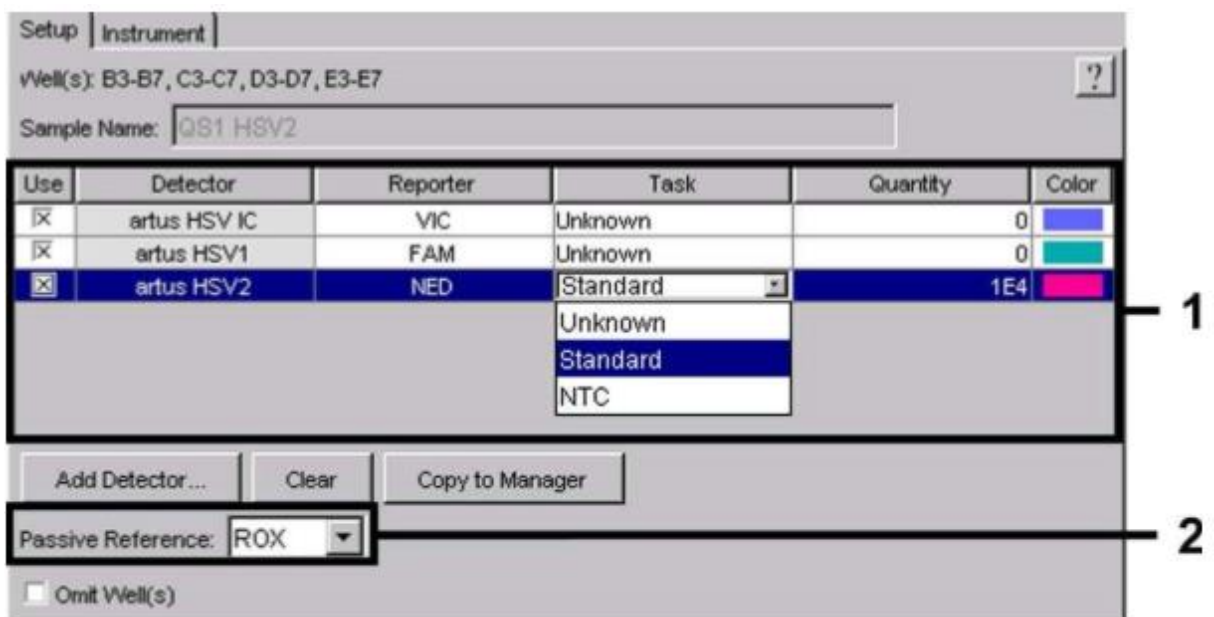 Setup Instrument
Well(s): B3-B7, C3-C7, D3-D7, E3-E7 ?
Sample Name: QS1 HSV2
Use Detector Reporter Task Quantity Color
artus HSV IC VIC Unknown 0
artus HSV1 FAM Unknown 0
artus HSV2 NED Standard 1E4
Unknown
1
Standard
NTC
Add Detector... Clear Copy to Manager
Passive Reference: ROX 2
Omit Well(s)